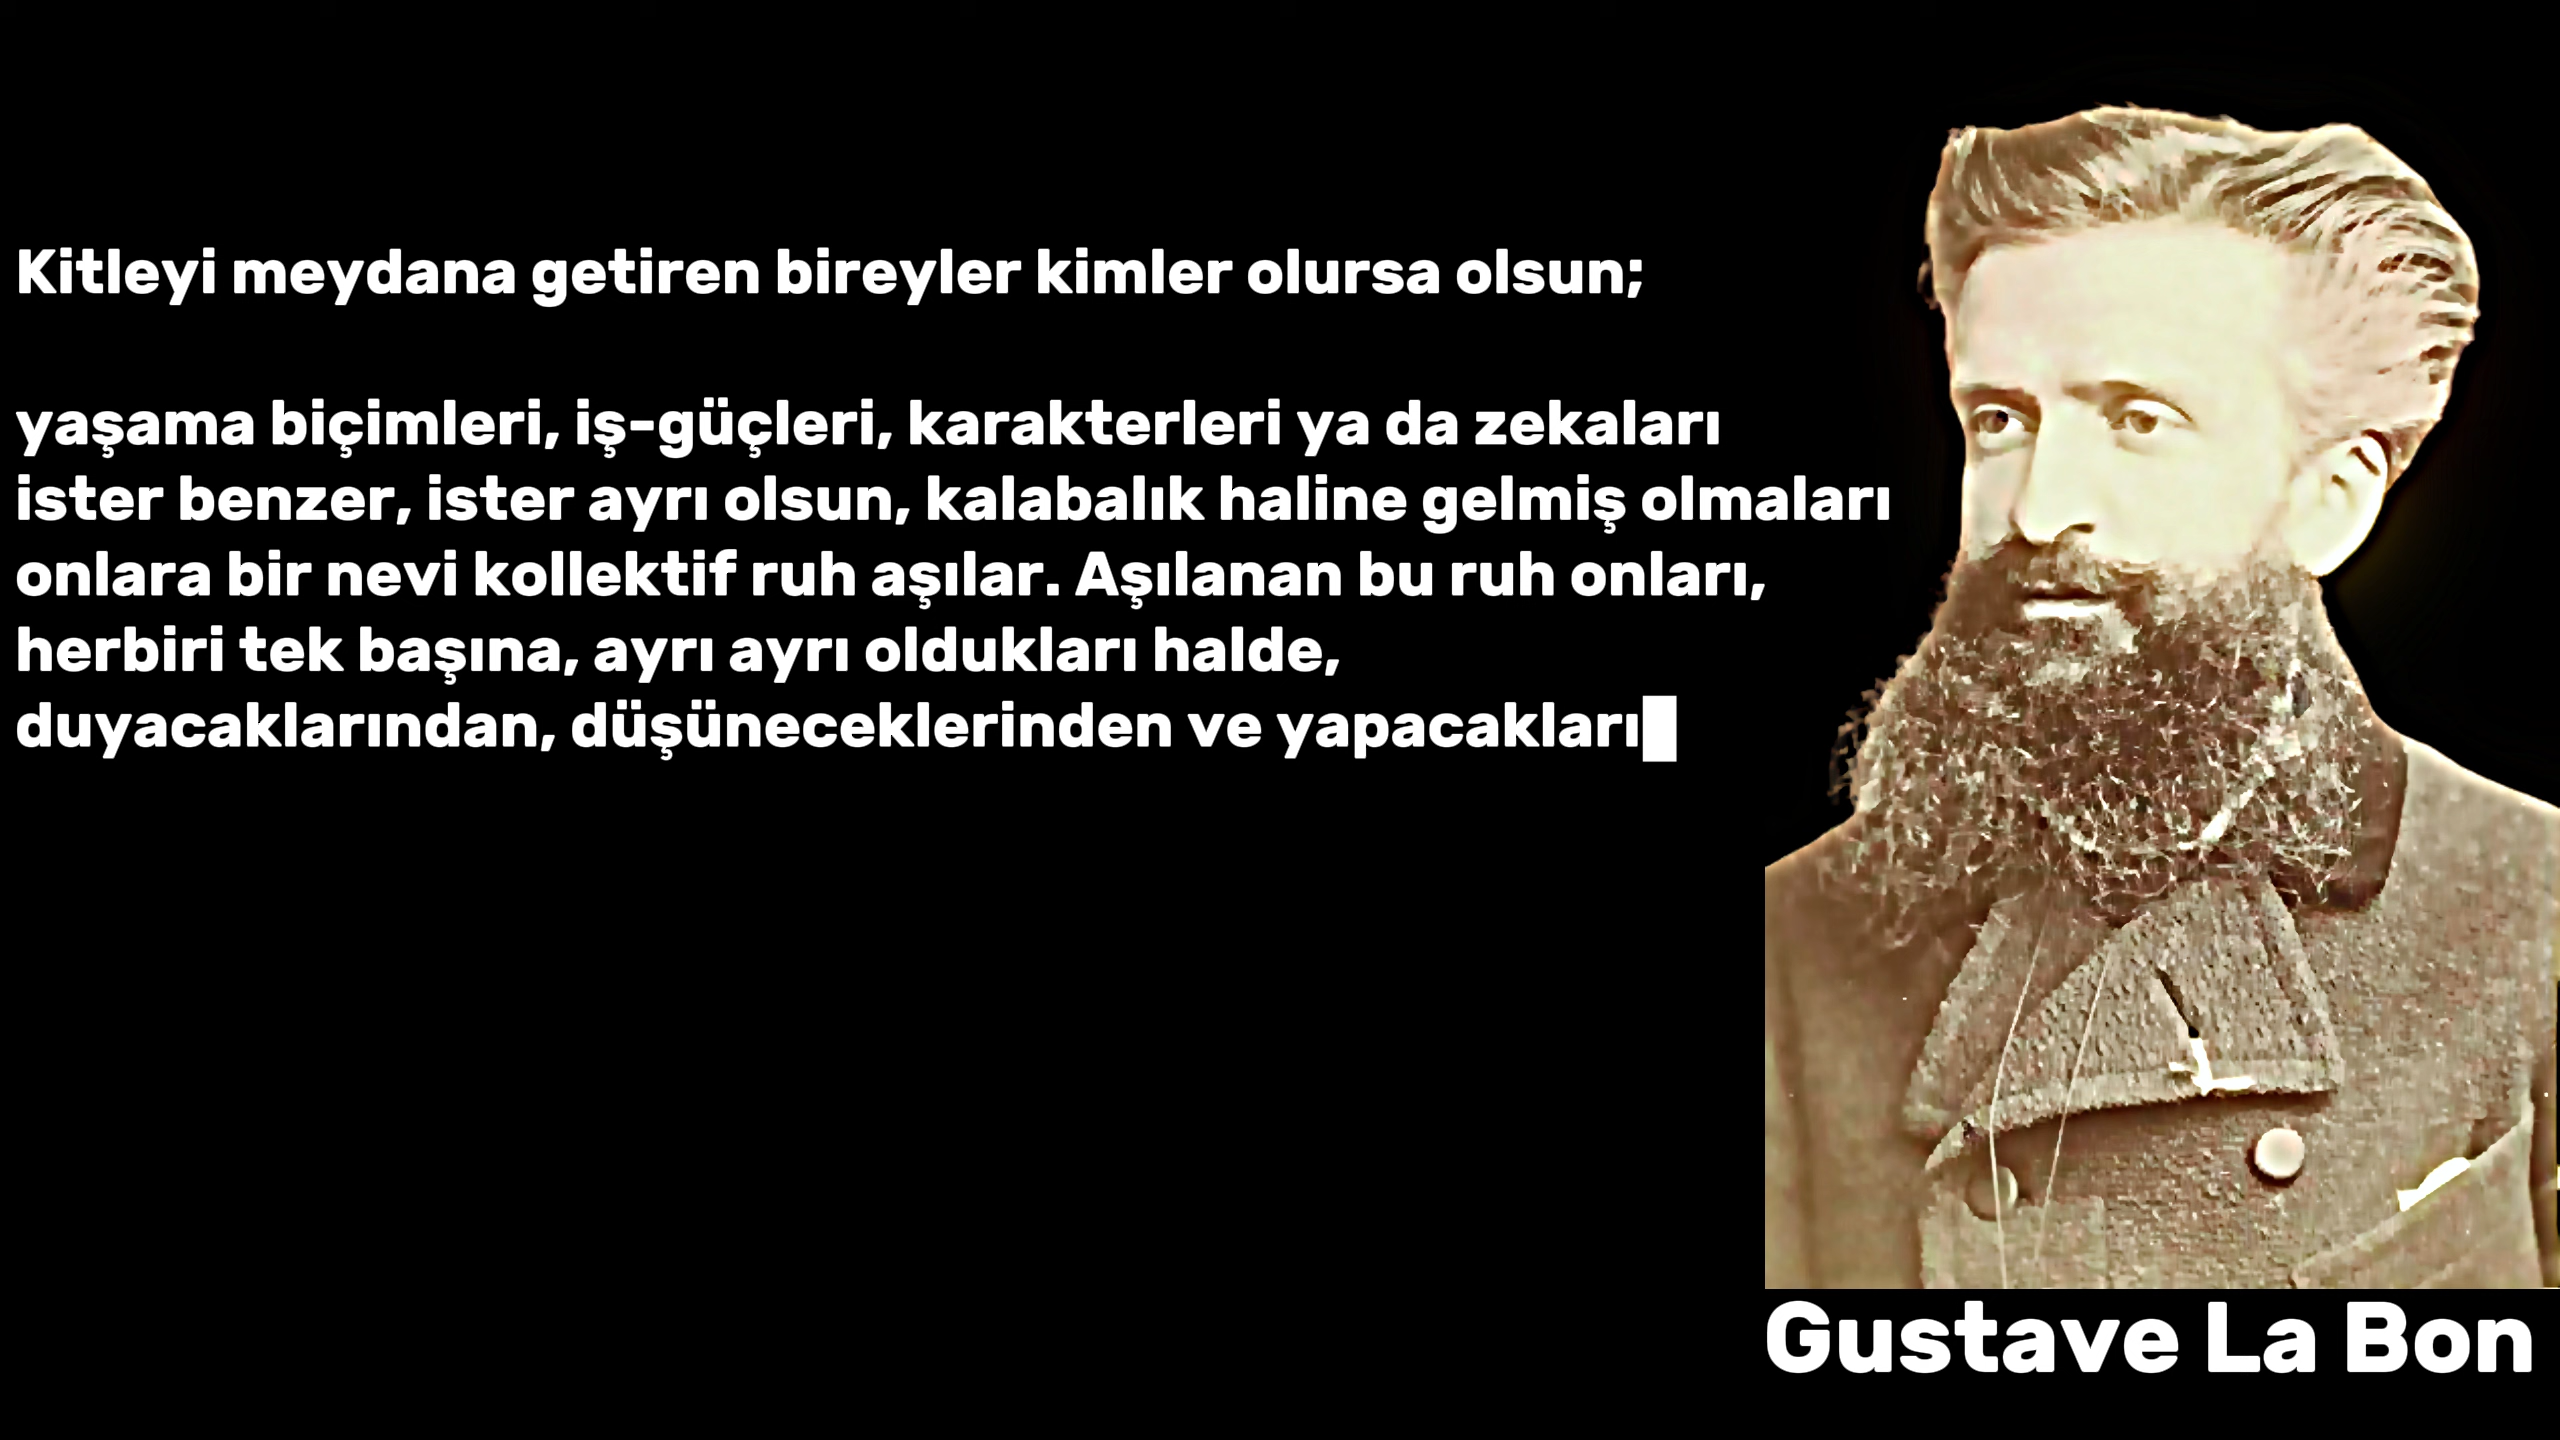 Kitleyi meydana getiren bireyler kimler olursa olsun;
yaşama biçimleri, iş-güçleri, karakterleri ya da zekaları
ister benzer, ister ayrı olsun, kalabalık haline gelmiş olmaları
onlara bir nevi kollektif ruh aşılar. Aşılanan bu ruh onları,
herbiri tek başına, ayrı ayrı oldukları halde,
duyacaklarından, düşüneceklerinden ve yapacakları
Gustave La Bon